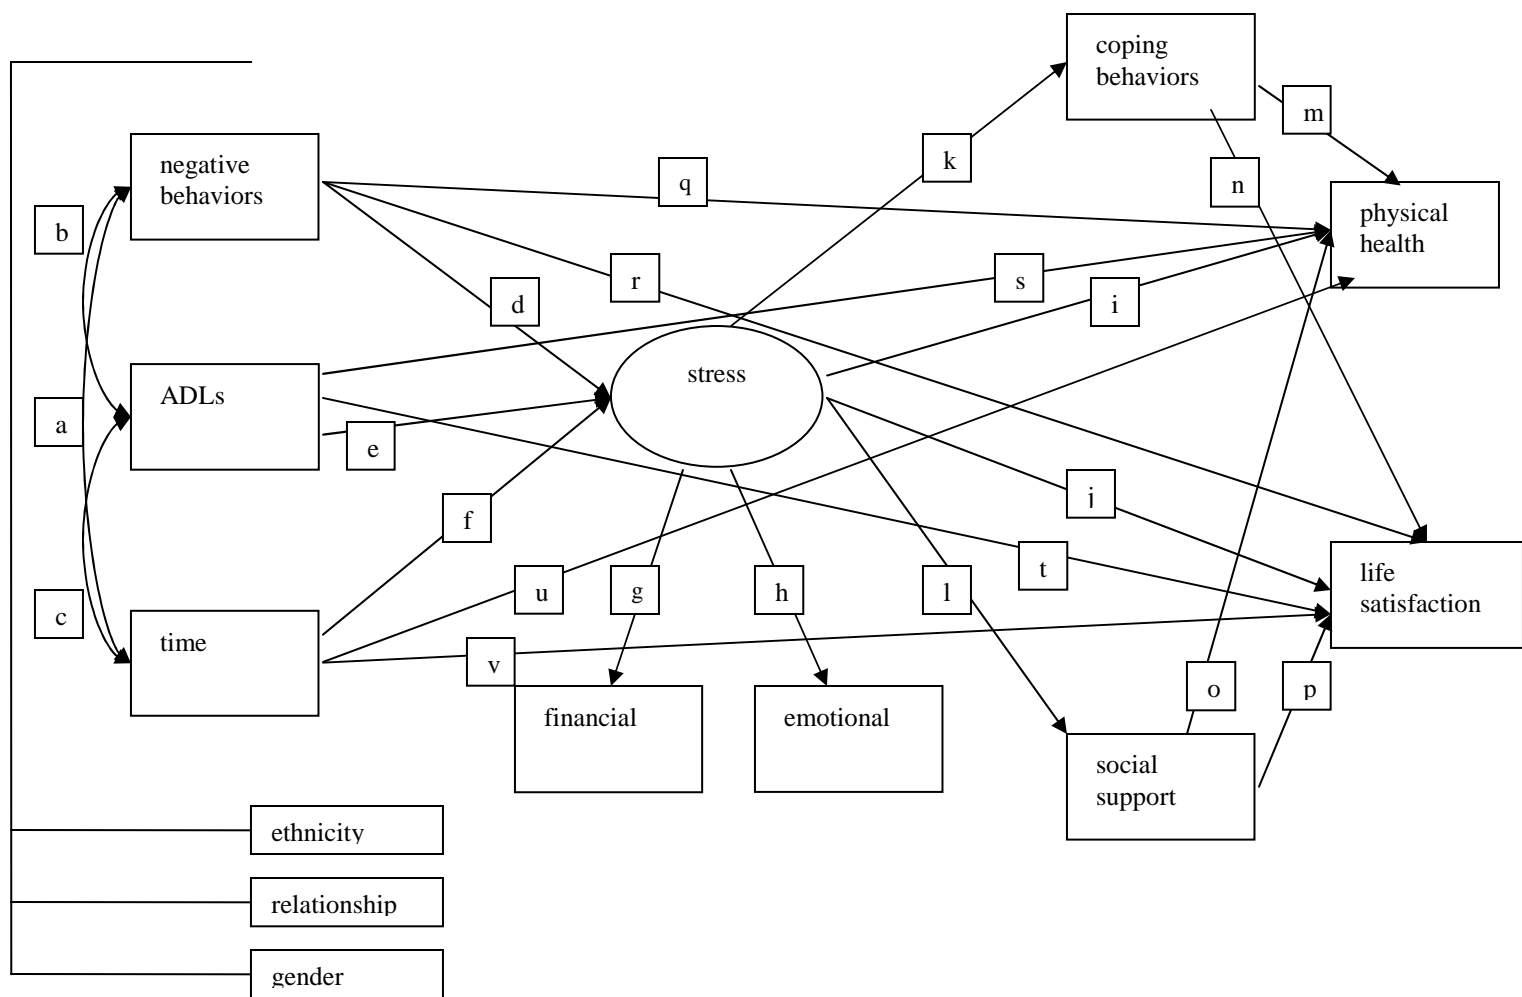 coping
behaviors
m
negative
behaviors
k
q
n
physical
health
b
r
s
i
d
stress
ADLs
a
e
j
f
t
life
satisfaction
u
g
h
l
c
time
v
o
p
financial
emotional
social
support
ethnicity
relationship
gender